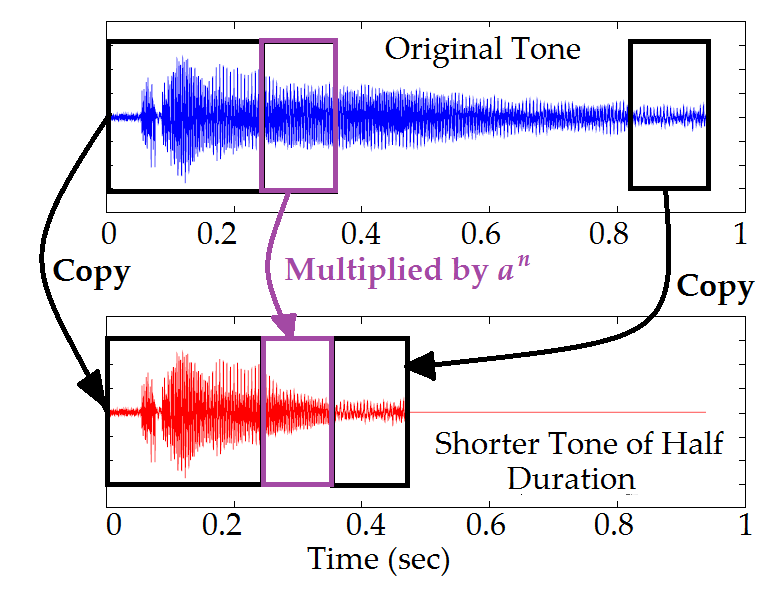 Original Tone
0 0.2 0.4 0.6 0.8 1
Copy
Multiplied by aⁿ
Copy
Shorter Tone of Half
Duration
0 0.2 0.4 0.6 0.8 1
Time (sec)